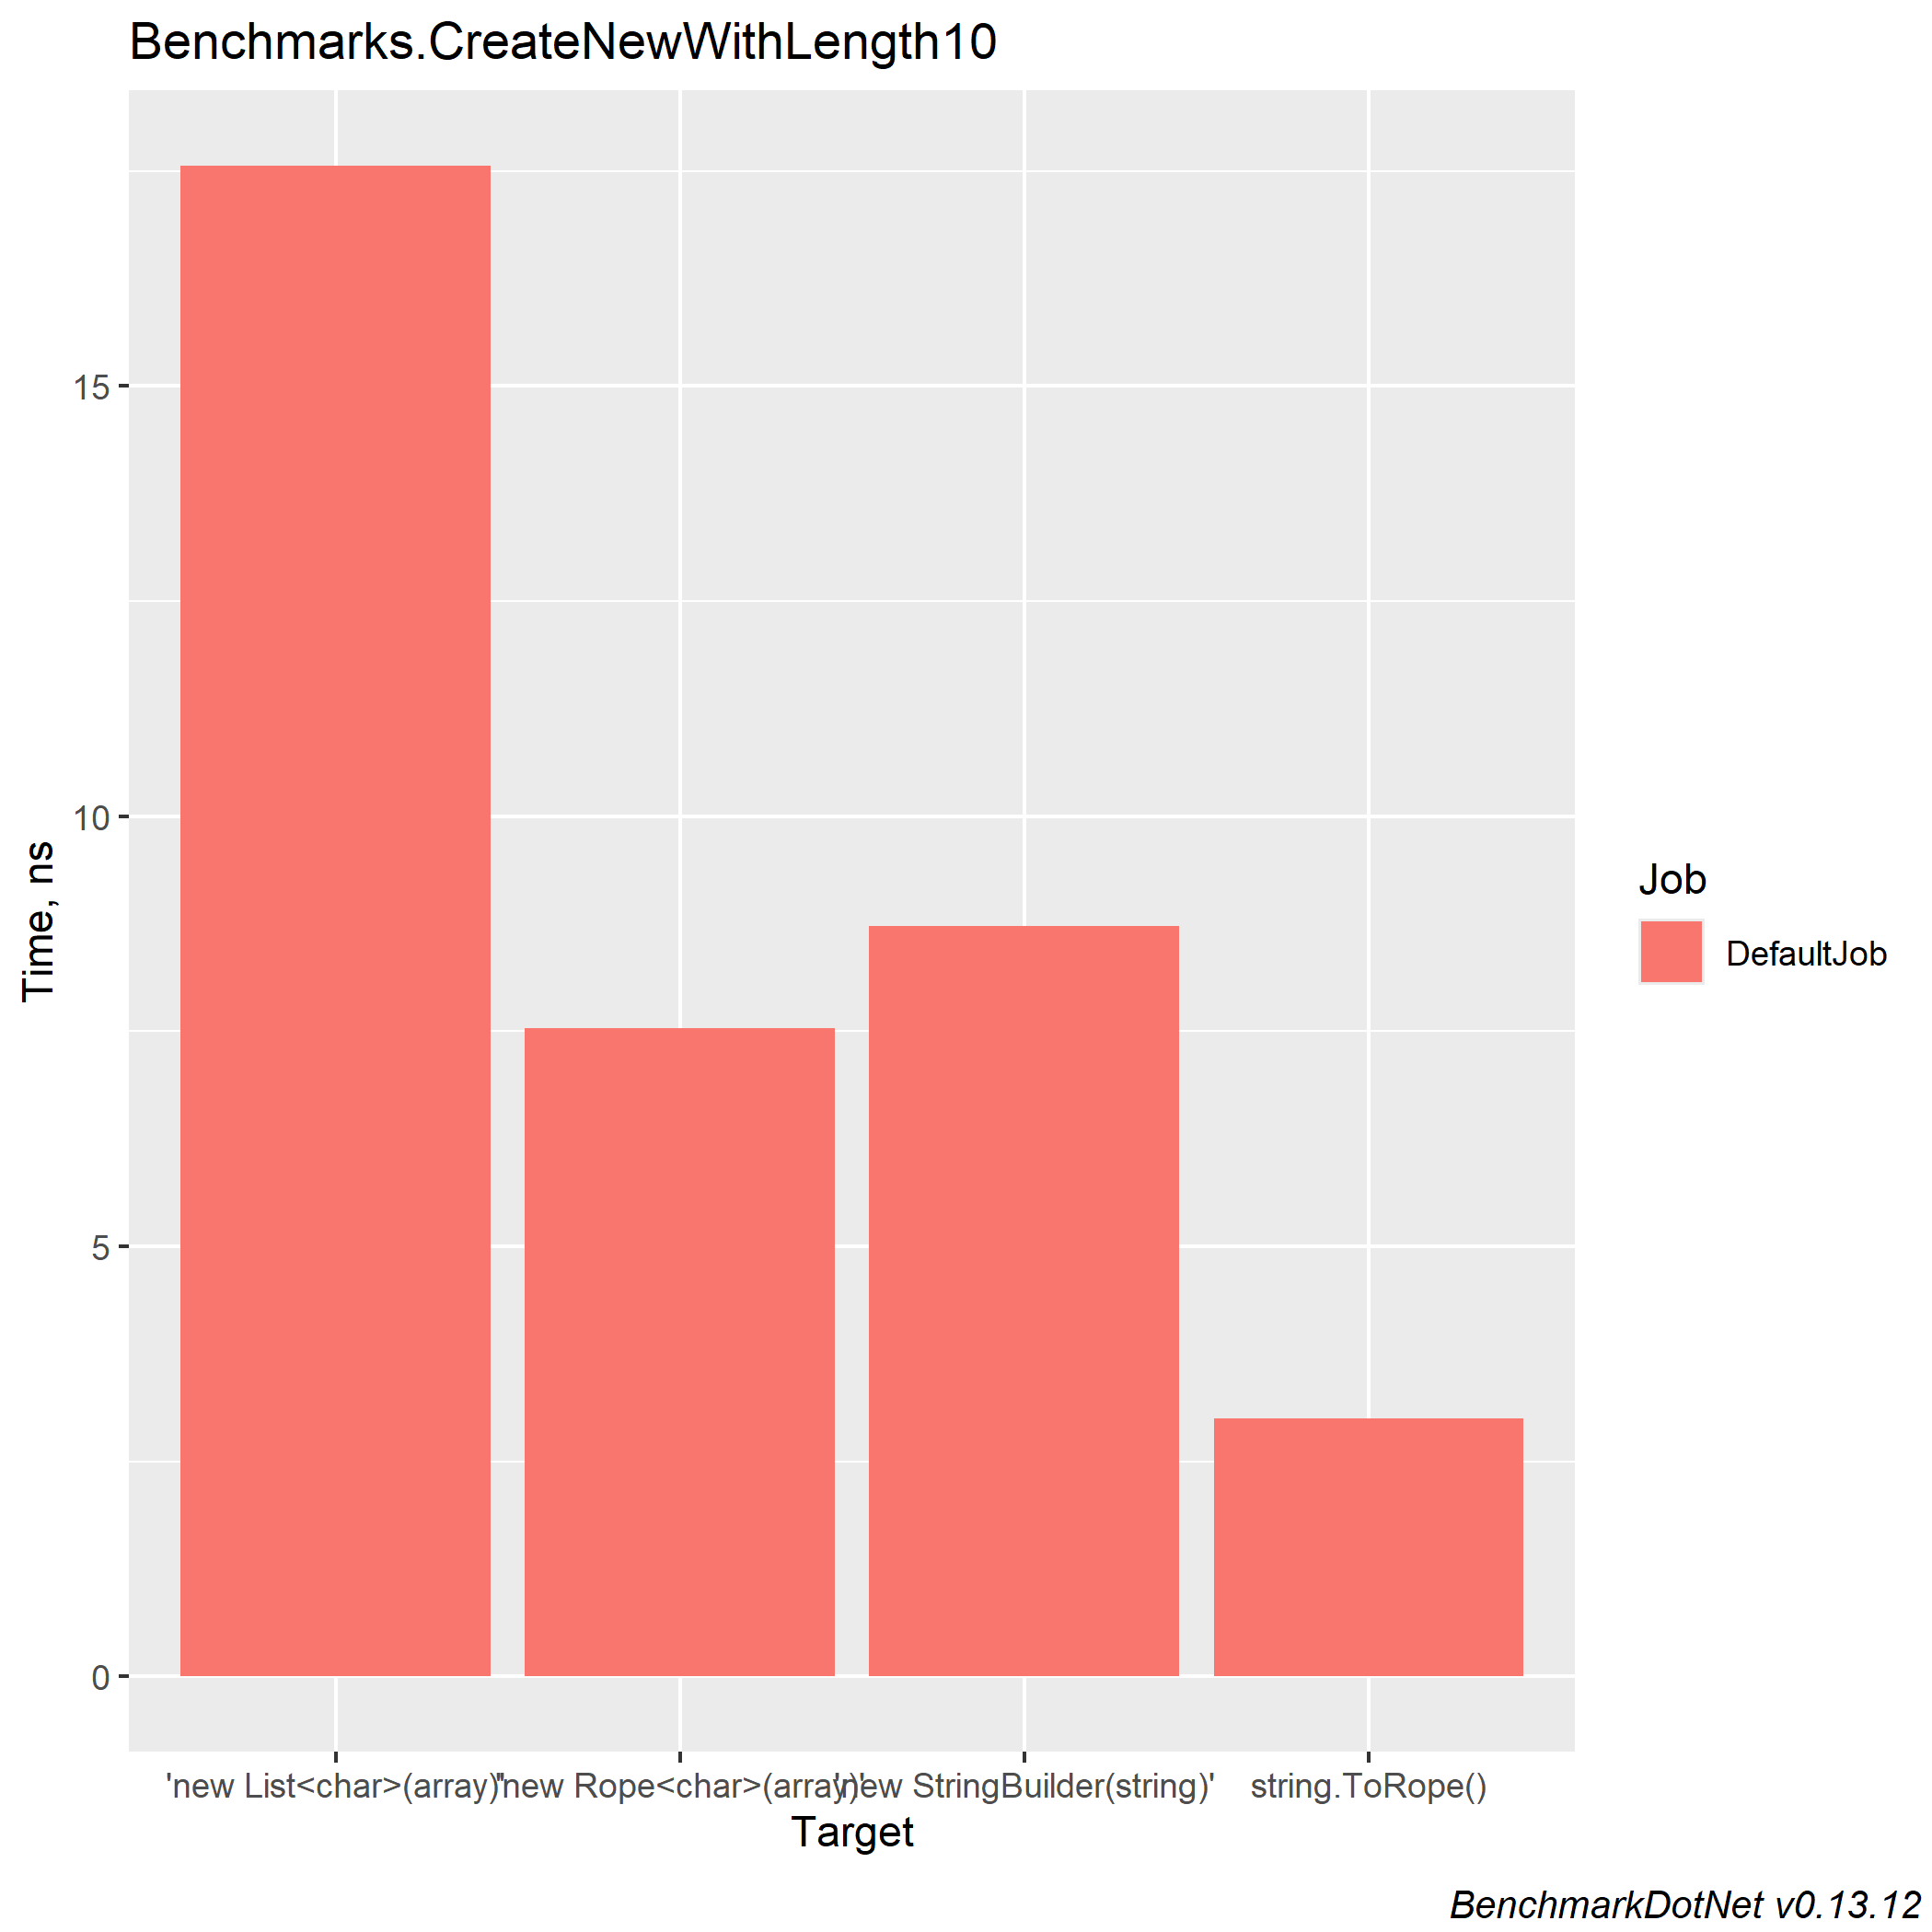 Benchmarks.CreateNewWithLength10
15
10
5
0
Time, ns
'new List<char>(array)' 'new Rope<char>(array)' 'new StringBuilder(string)' string.ToRope()
Target
Job
DefaultJob
BenchmarkDotNet v0.13.12